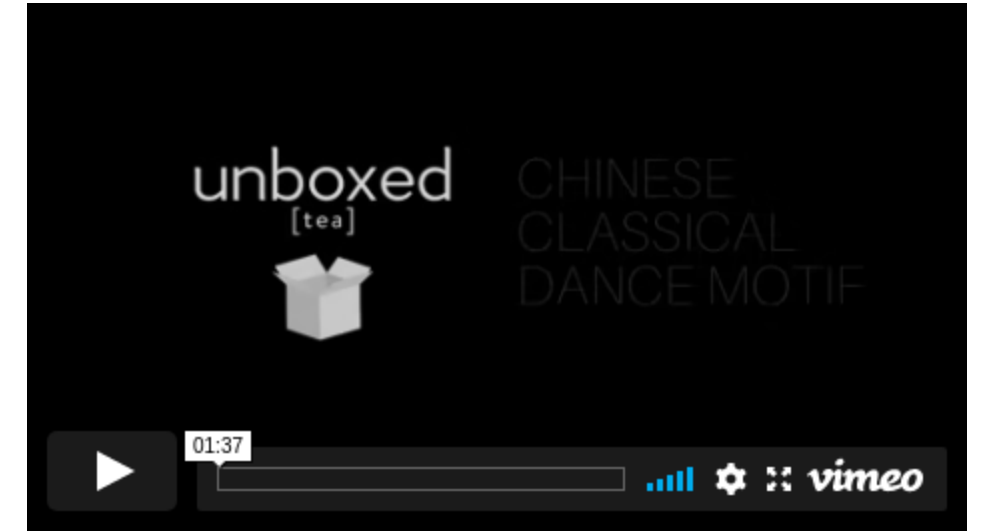 unboxed
[tea]
CHINESE
CLASSICAL
DANCE MOTIF
01:37
vimeo